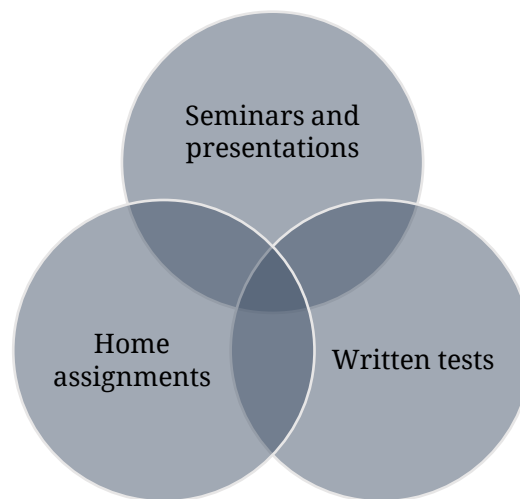 Seminars and
presentations
Home
assignments
Written tests